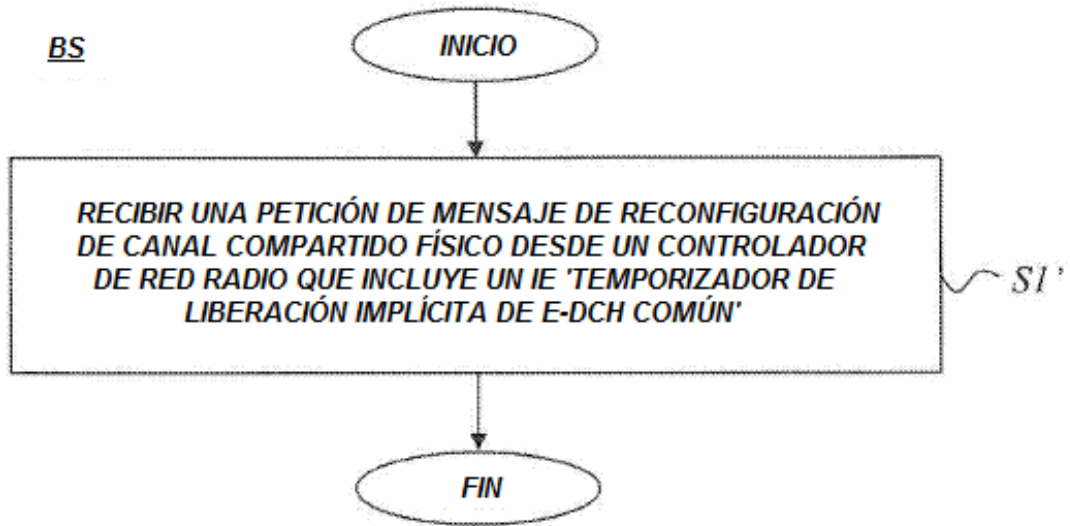 BS
INICIO
RECIBIR UNA PETICIÓN DE MENSAJE DE RECONFIGURACIÓN
DE CANAL COMPARTIDO FÍSICO DESDE UN CONTROLADOR
DE RED RADIO QUE INCLUYE UN IE 'TEMPORIZADOR DE
LIBERACIÓN IMPLÍCITA DE E-DCH COMÚN'
S1'
FIN